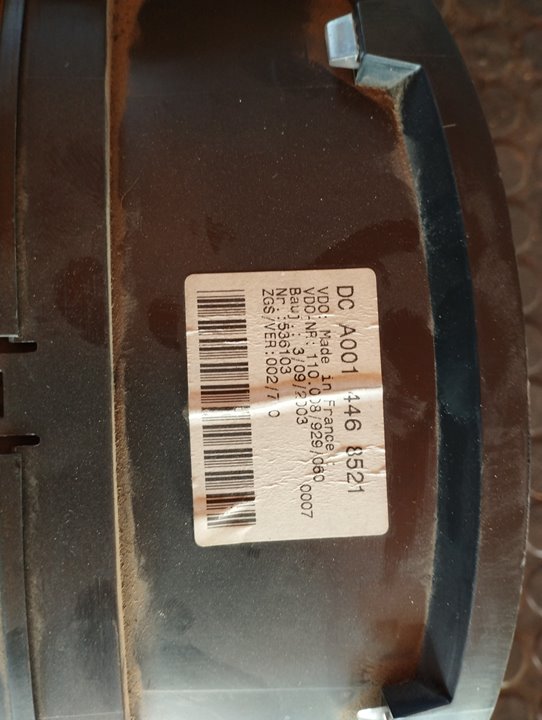 DC A001 446 8521
VDO: Made in France
VDO-NR: 110.008/929/060 0007
Bauj.: 3/09/2003
Nr.:536103
ZGS/VER:002/7 0